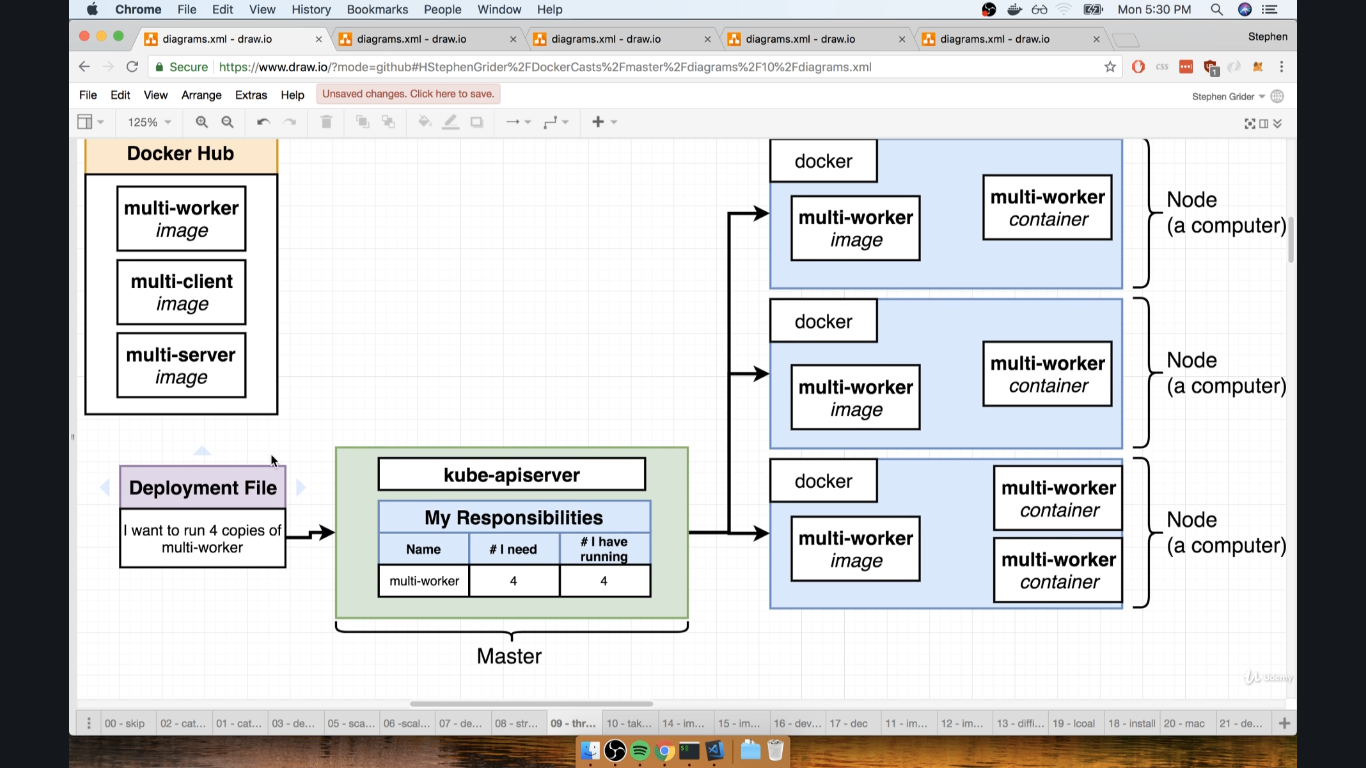 Chrome File Edit View History Bookmarks People Window Help Mon 5:30 PM
diagrams.xml - draw.io diagrams.xml - draw.io diagrams.xml - draw.io diagrams.xml - draw.io diagrams.xml - draw.io Stephen
Secure https://www.draw.io/?mode=github#HStephenGrider%2FDockerCasts%2Fmaster%2Fdiagrams%2F10%2Fdiagrams.xml CSS 1
File Edit View Arrange Extras Help Unsaved changes. Click here to save. Stephen Grider
125%
Docker Hub
multi-worker
image
multi-client
image
multi-server
image
Deployment File
I want to run 4 copies of
multi-worker
kube-apiserver
My Responsibilities
Name # I need # I have
running
multi-worker 4 4
Master
docker
multi-worker
image
multi-worker
container
Node
(a computer)
docker
multi-worker
image
multi-worker
container
Node
(a computer)
docker
multi-worker
image
multi-worker
container
multi-worker
container
Node
(a computer)
Udemy
00 - skip 02 - cat... 01 - cat... 03 - de... 05 - sca... 06 -scal... 07 - de... 08 - str... 09 - thr... 10 - tak... 14 - im... 15 - im... 16 - dev... 17 - dec 11 - im... 12 - im... 13 - diffi... 19 - lcoal 18 - install 20 - mac 21 - de...